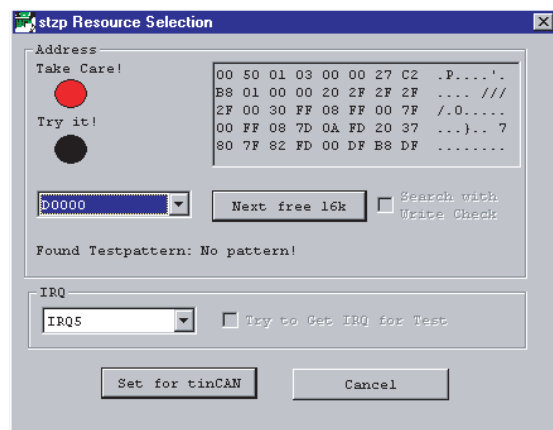 stzp Resource Selection
Address
Take Care!
Try it!
00 50 01 03 00 00 27 C2 .P....'.
B8 01 00 00 20 2F 2F 2F .... ///
2F 00 30 FF 08 FF 00 7F /.0.....
00 FF 08 7D 0A FD 20 37 ...}.. 7
80 7F 82 FD 00 DF B8 DF ........
D0000
Next free 16k
Search with
Write Check
Found Testpattern: No pattern!
IRQ
IRQ5
Try to Get IRQ for Test
Set for tinCAN
Cancel